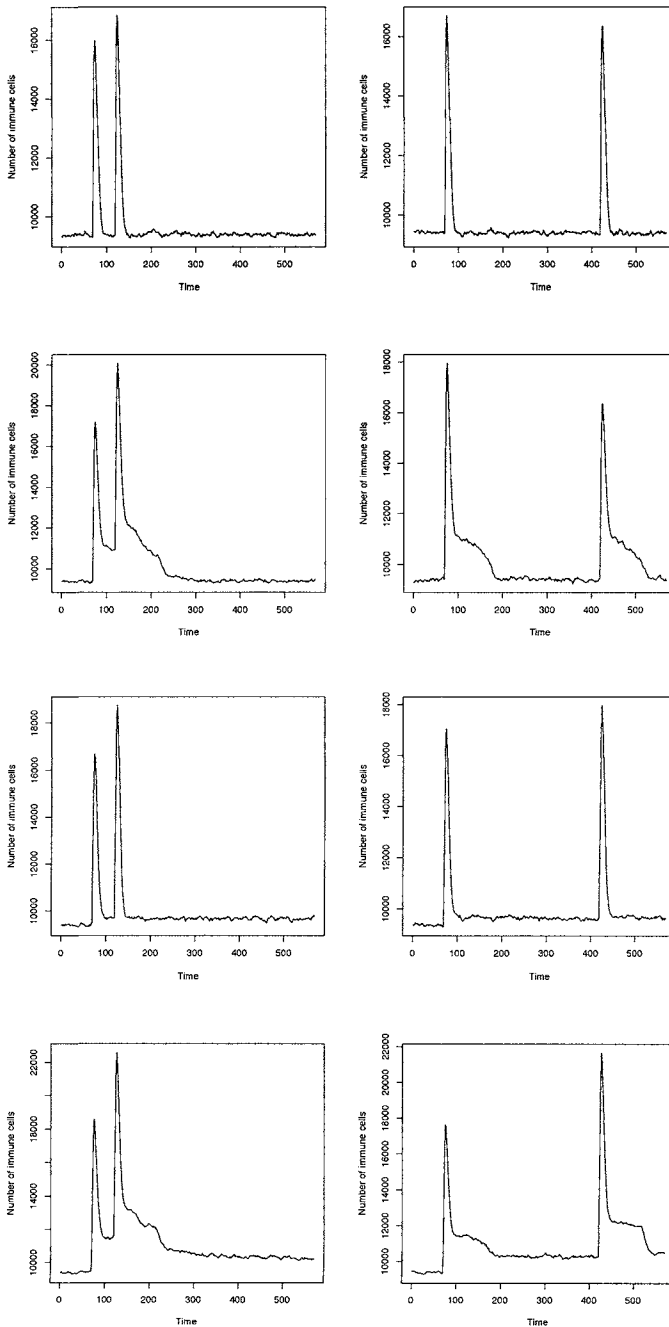 Number of immune cells
10000 12000 14000 16000
0 100 200 300 400 500
Time
Number of immune cells
10000 12000 14000 16000
0 100 200 300 400 500
Time
Number of immune cells
10000 12000 14000 16000 18000 20000
0 100 200 300 400 500
Time
Number of immune cells
10000 12000 14000 16000 18000
0 100 200 300 400 500
Time
Number of immune cells
10000 12000 14000 16000 18000
0 100 200 300 400 500
Time
Number of immune cells
10000 12000 14000 16000 18000
0 100 200 300 400 500
Time
Number of immune cells
10000 14000 18000 22000
0 100 200 300 400 500
Time
Number of immune cells
10000 12000 14000 16000 18000 20000 22000
0 100 200 300 400 500
Time